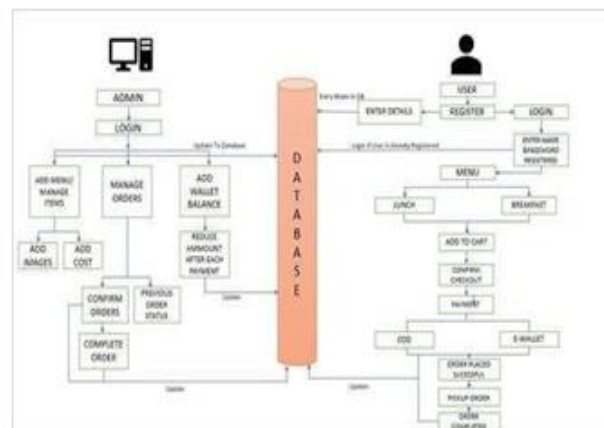 ADMIN
LOGIN
ADD MENU/
MANAGE
ITEMS
MANAGE
ORDERS
ADD
WALLET
BALANCE
ADD
IMAGES
ADD
COST
REDUCE
AMMOUNT
AFTER EACH
PAYMENT
CONFIRM
ORDERS
PREVIOUS
ORDER
STATUS
COMPLETE
ORDER
Update To Database
Update
Update
DATABASE
Entry Made In DB
Login If User Is Already Registered
Update
USER
REGISTER
ENTER DETAILS
LOGIN
ENTER NAME
REGISTERED
MENU
LUNCH
BREAKFAST
ADD TO CART
CONFIRM
CHECKOUT
PAYMENT
COD
E-WALLET
ORDER PLACED
SUCESSFUL
PICKUP ORDER
ORDER